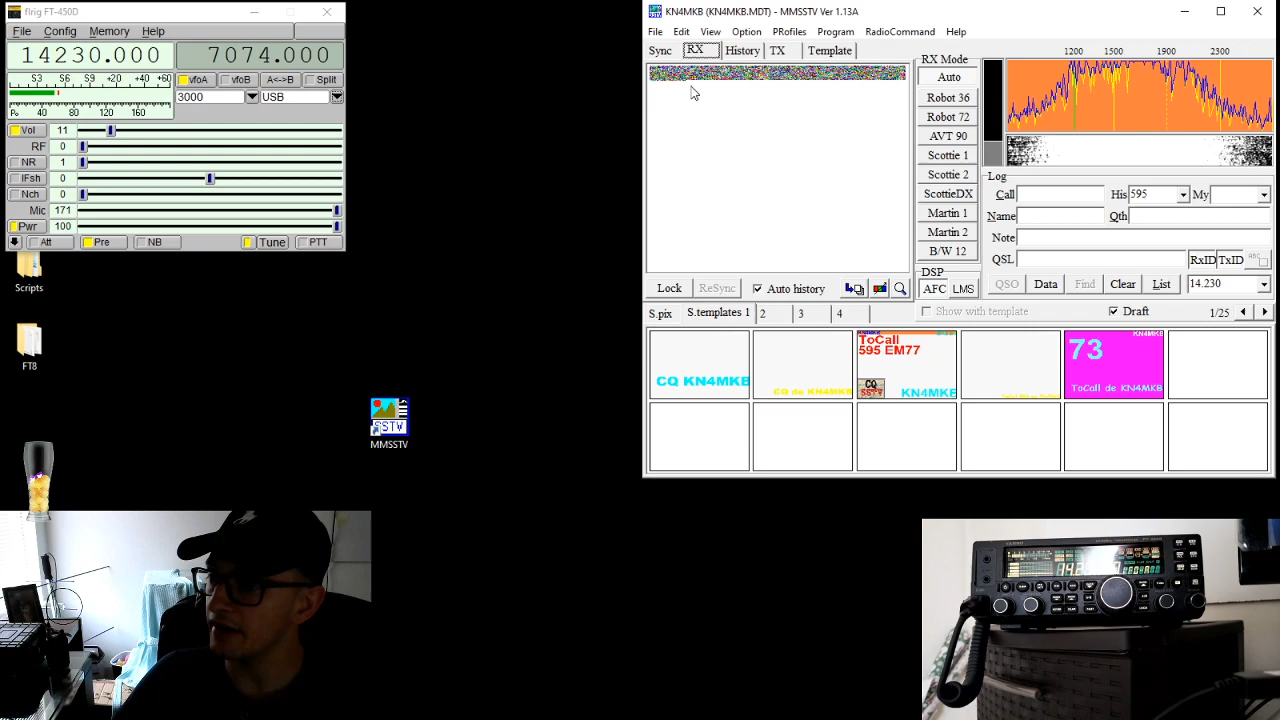 flrig FT-450D
File Config Memory Help
14230.000 7074.000
S3 S6 S9 +20 +40 +60
Po 40 80 120 160
vfoA vfoB A<->B Split
3000 USB
Vol 11
RF 0
NR 1
IFsh 0
Nch 0
Mic 171
Pwr 100
Att Pre NB Tune PTT
Scripts
FT8
SSTV
MMSSTV
KN4MKB (KN4MKB.MDT) - MMSSTV Ver 1.13A
File Edit View Option PRofiles Program RadioCommand Help
Sync RX History TX Template
RX Mode
Auto
Robot 36
Robot 72
AVT 90
Scottie 1
Scottie 2
ScottieDX
Martin 1
Martin 2
B/W 12
DSP
AFC LMS
1200 1500 1900 2300
Log
Call His 595 My
Name Qth
Note
QSL RxID TxID
QSO Data Find Clear List 14.230
Lock ReSync Auto history
Show with template Draft 1/25
S.pix S.templates 1 2 3 4
CQ KN4MKB
CQ de KN4MKB
ToCall
595 EM77
CQ
SSTV
KN4MKB
KN4MKB
73
ToCall de KN4MKB